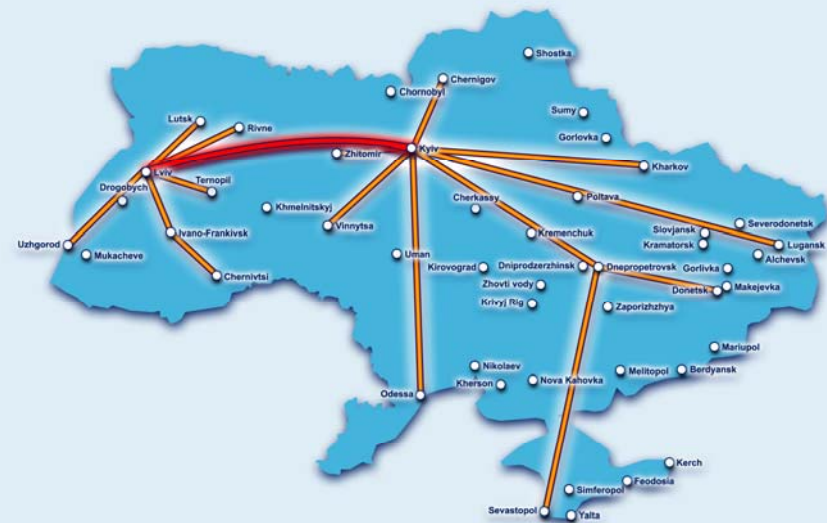 Shostka
Chernigov
Chornobyl
Sumy
Lutsk
Rivne
Gorlovka
Kyiv
Zhitomir
Kharkov
Lviv
Ternopil
Drogobych
Poltava
Cherkassy
Khmelnitskyj
Severodonetsk
Vinnytsa
Slovjansk
Ivano-Frankivsk
Kremenchuk
Kramatorsk
Lugansk
Uzhgorod
Mukacheve
Uman
Alchevsk
Kirovograd
Dniprodzerzhinsk
Dnepropetrovsk
Gorlivka
Chernivtsi
Zhovti vody
Makejevka
Donetsk
Krivyj Rig
Zaporizhzhya
Mariupol
Nikolaev
Melitopol
Berdyansk
Nova Kahovka
Kherson
Odessa
Kerch
Feodosia
Simferopol
Sevastopol
Yalta